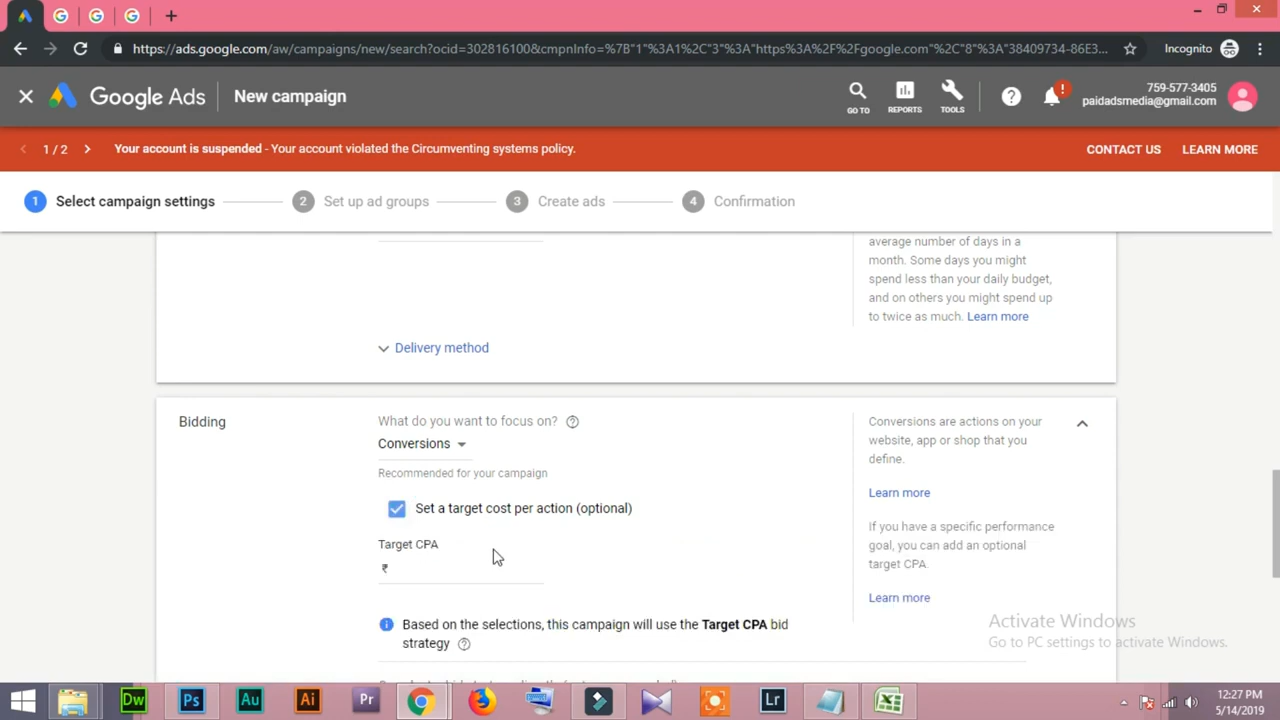 https://ads.google.com/aw/campaigns/new/search?ocid=302816100&cmpnInfo=%7B"1"%3A1%2C"3"%3A"https%3A%2F%2Fgoogle.com"%2C"8"%3A"38409734-86E3...
Incognito
Google Ads
New campaign
GO TO
REPORTS
TOOLS
759-577-3405
paidadsmedia@gmail.com
1 / 2
Your account is suspended - Your account violated the Circumventing systems policy.
CONTACT US
LEARN MORE
1 Select campaign settings
2 Set up ad groups
3 Create ads
4 Confirmation
average number of days in a
month. Some days you might
spend less than your daily budget,
and on others you might spend up
to twice as much. Learn more
Delivery method
Bidding
What do you want to focus on?
Conversions
Recommended for your campaign
Set a target cost per action (optional)
Target CPA
₹
Based on the selections, this campaign will use the Target CPA bid
strategy
Conversions are actions on your
website, app or shop that you
define.
Learn more
If you have a specific performance
goal, you can add an optional
target CPA.
Learn more
Activate Windows
Go to PC settings to activate Windows.
Dw
Ps
Au
Ai
Pr
Lr
12:27 PM
5/14/2019